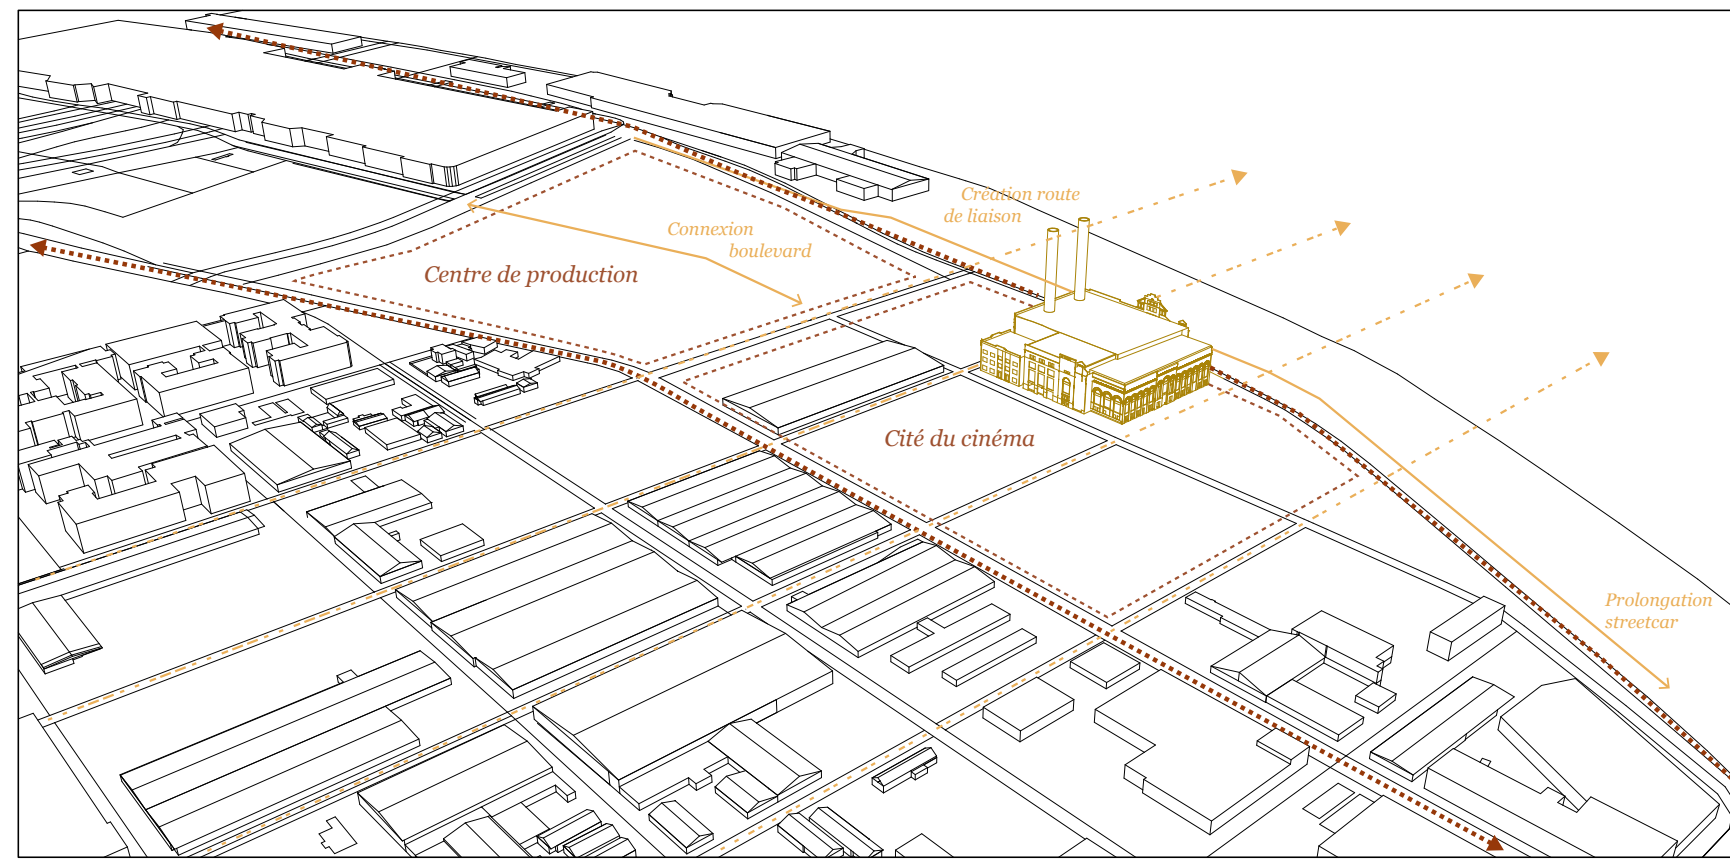 Création route
de liaison
Connexion
boulevard
Centre de production
Cité du cinéma
Prolongation
streetcar